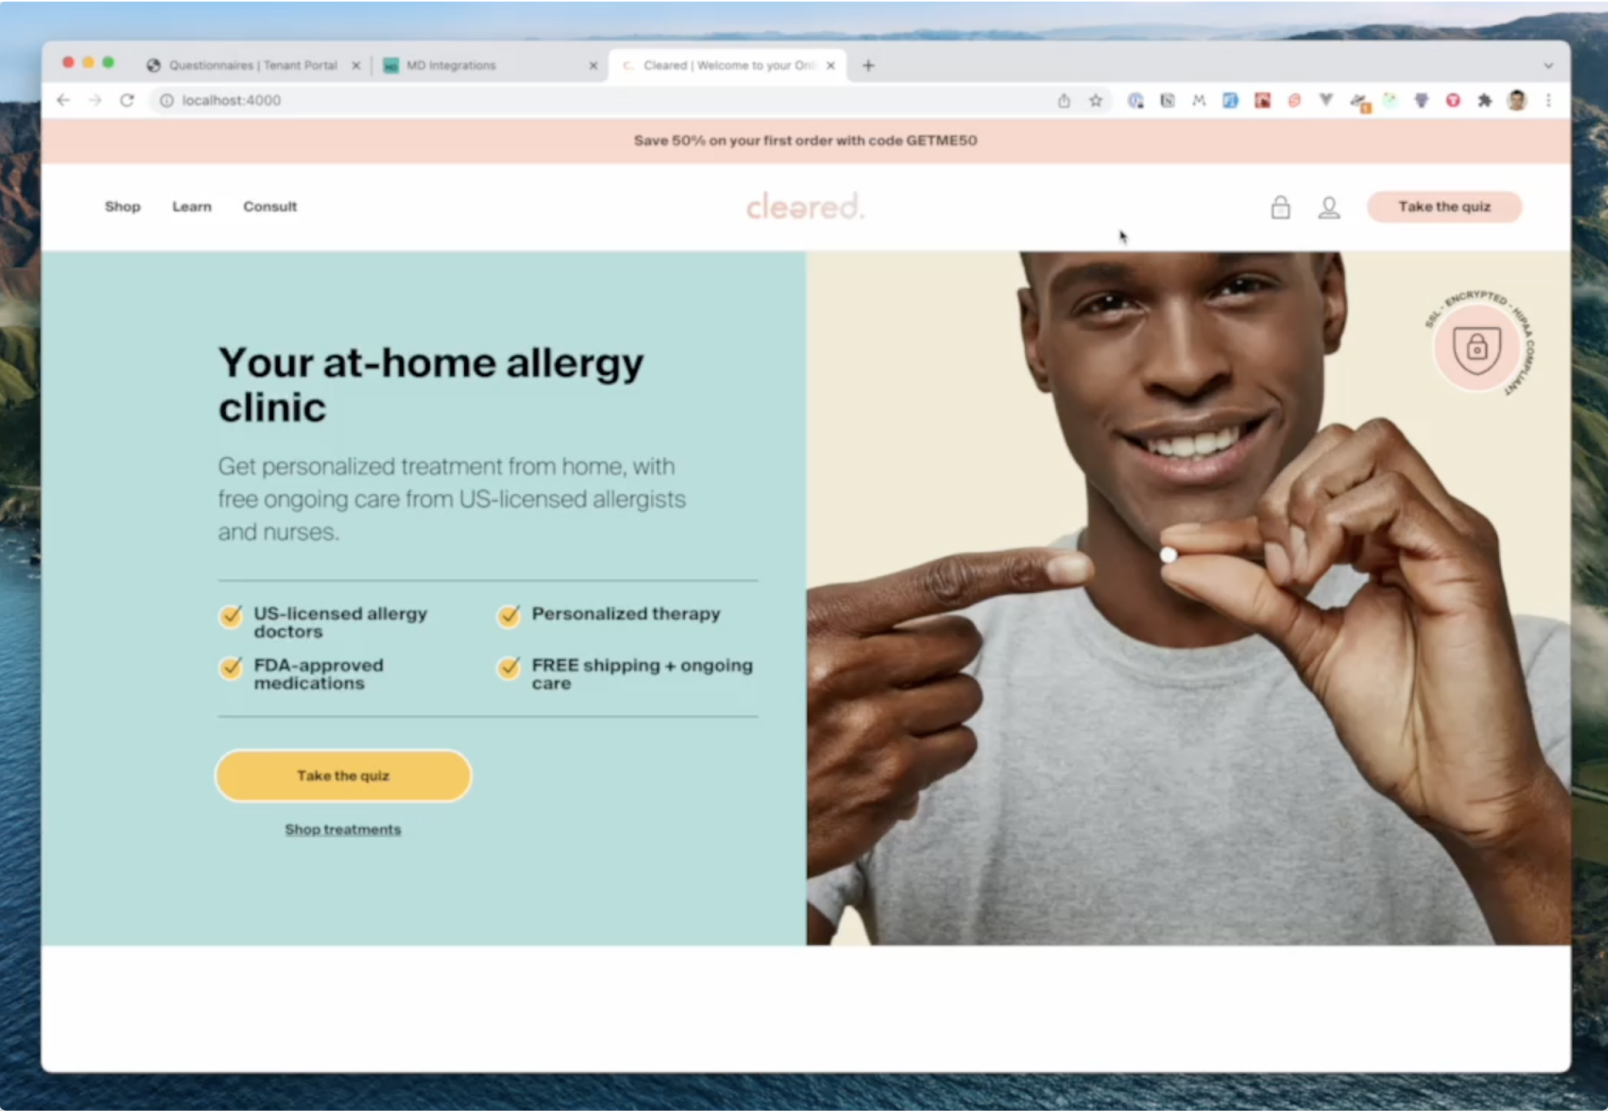 Questionnaires | Tenant Portal
MD Integrations
Cleared | Welcome to your Onl
localhost:4000
Save 50% on your first order with code GETME50
Shop
Learn
Consult
cleared.
Take the quiz
SSL - ENCRYPTED - HIPAA COMPLIANT
Your at-home allergy
clinic
Get personalized treatment from home, with
free ongoing care from US-licensed allergists
and nurses.
US-licensed allergy
doctors
Personalized therapy
FDA-approved
medications
FREE shipping + ongoing
care
Take the quiz
Shop treatments